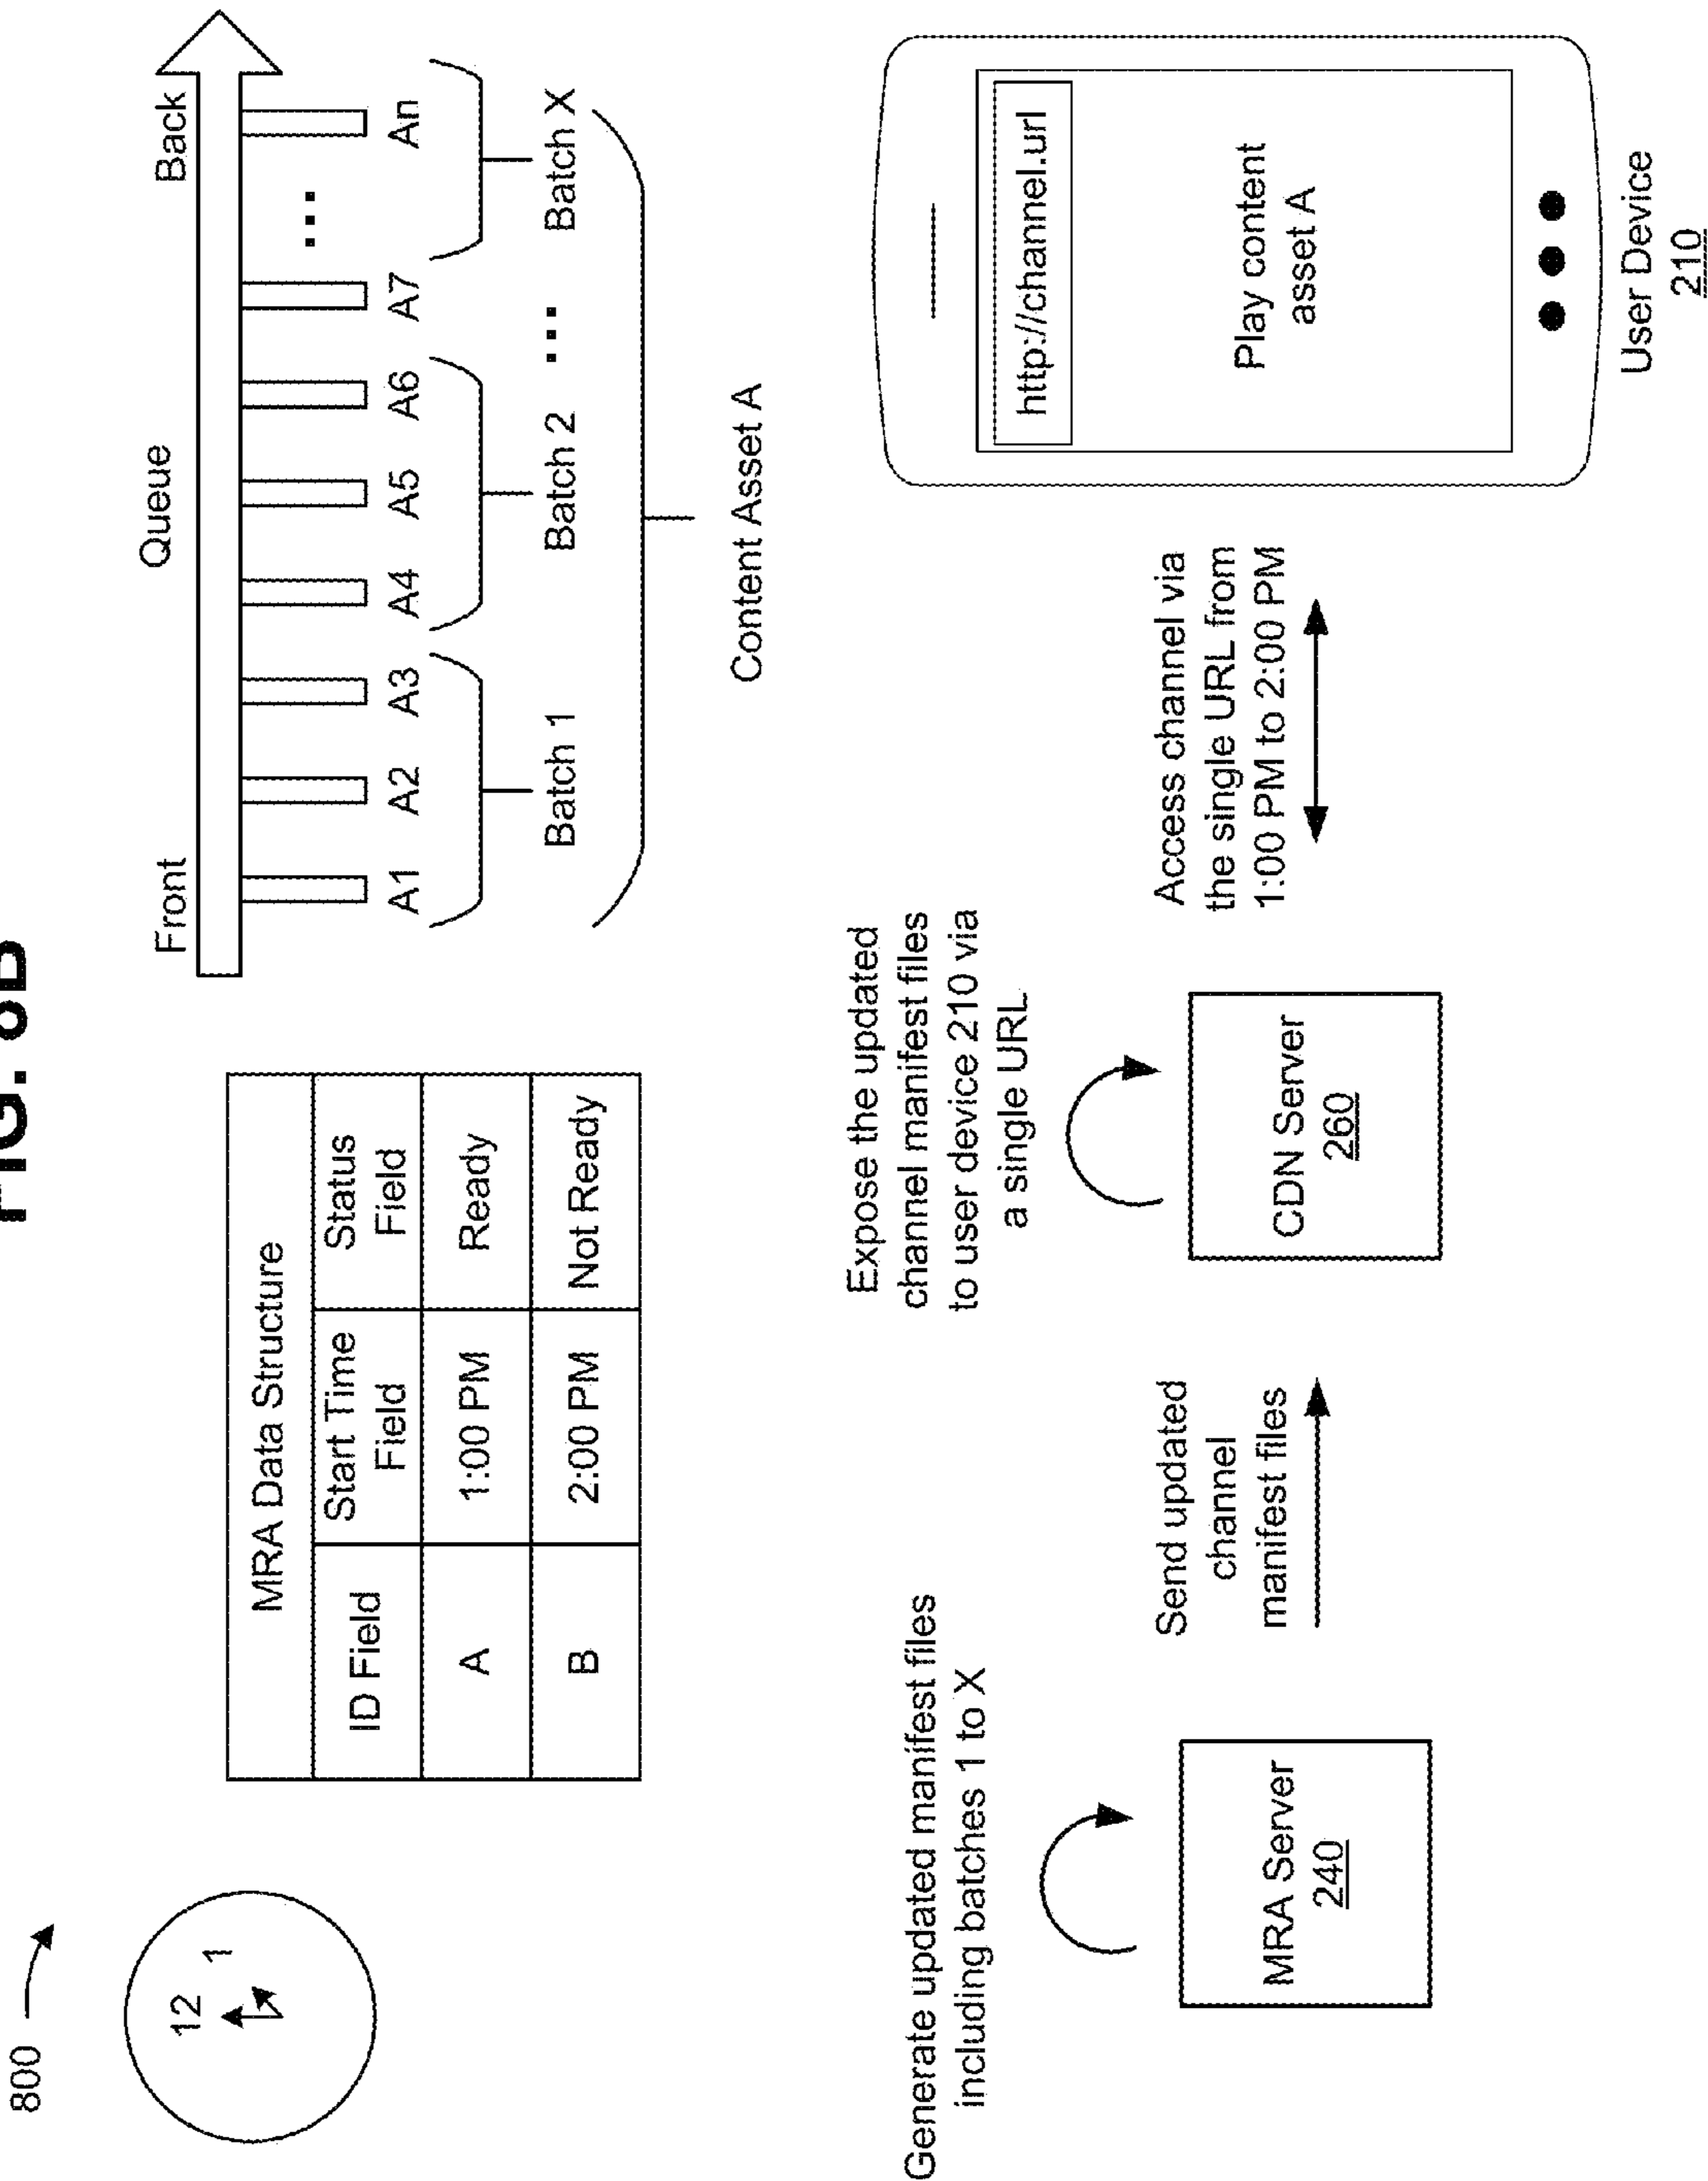 800
12
1
MRA Data Structure
ID Field
Start Time
Field
Status
Field
A
1:00 PM
Ready
B
2:00 PM
Not Ready
Front
Queue
Back
A1
A2
A3
A4
A5
A6
A7
...
An
Batch 1
Batch 2
...
Batch X
Content Asset A
Generate updated manifest files
including batches 1 to X
MRA Server
240
Send updated
channel
manifest files
Expose the updated
channel manifest files
to user device 210 via
a single URL
CDN Server
260
Access channel via
the single URL from
1:00 PM to 2:00 PM
http://channel.url
Play content
asset A
User Device
210